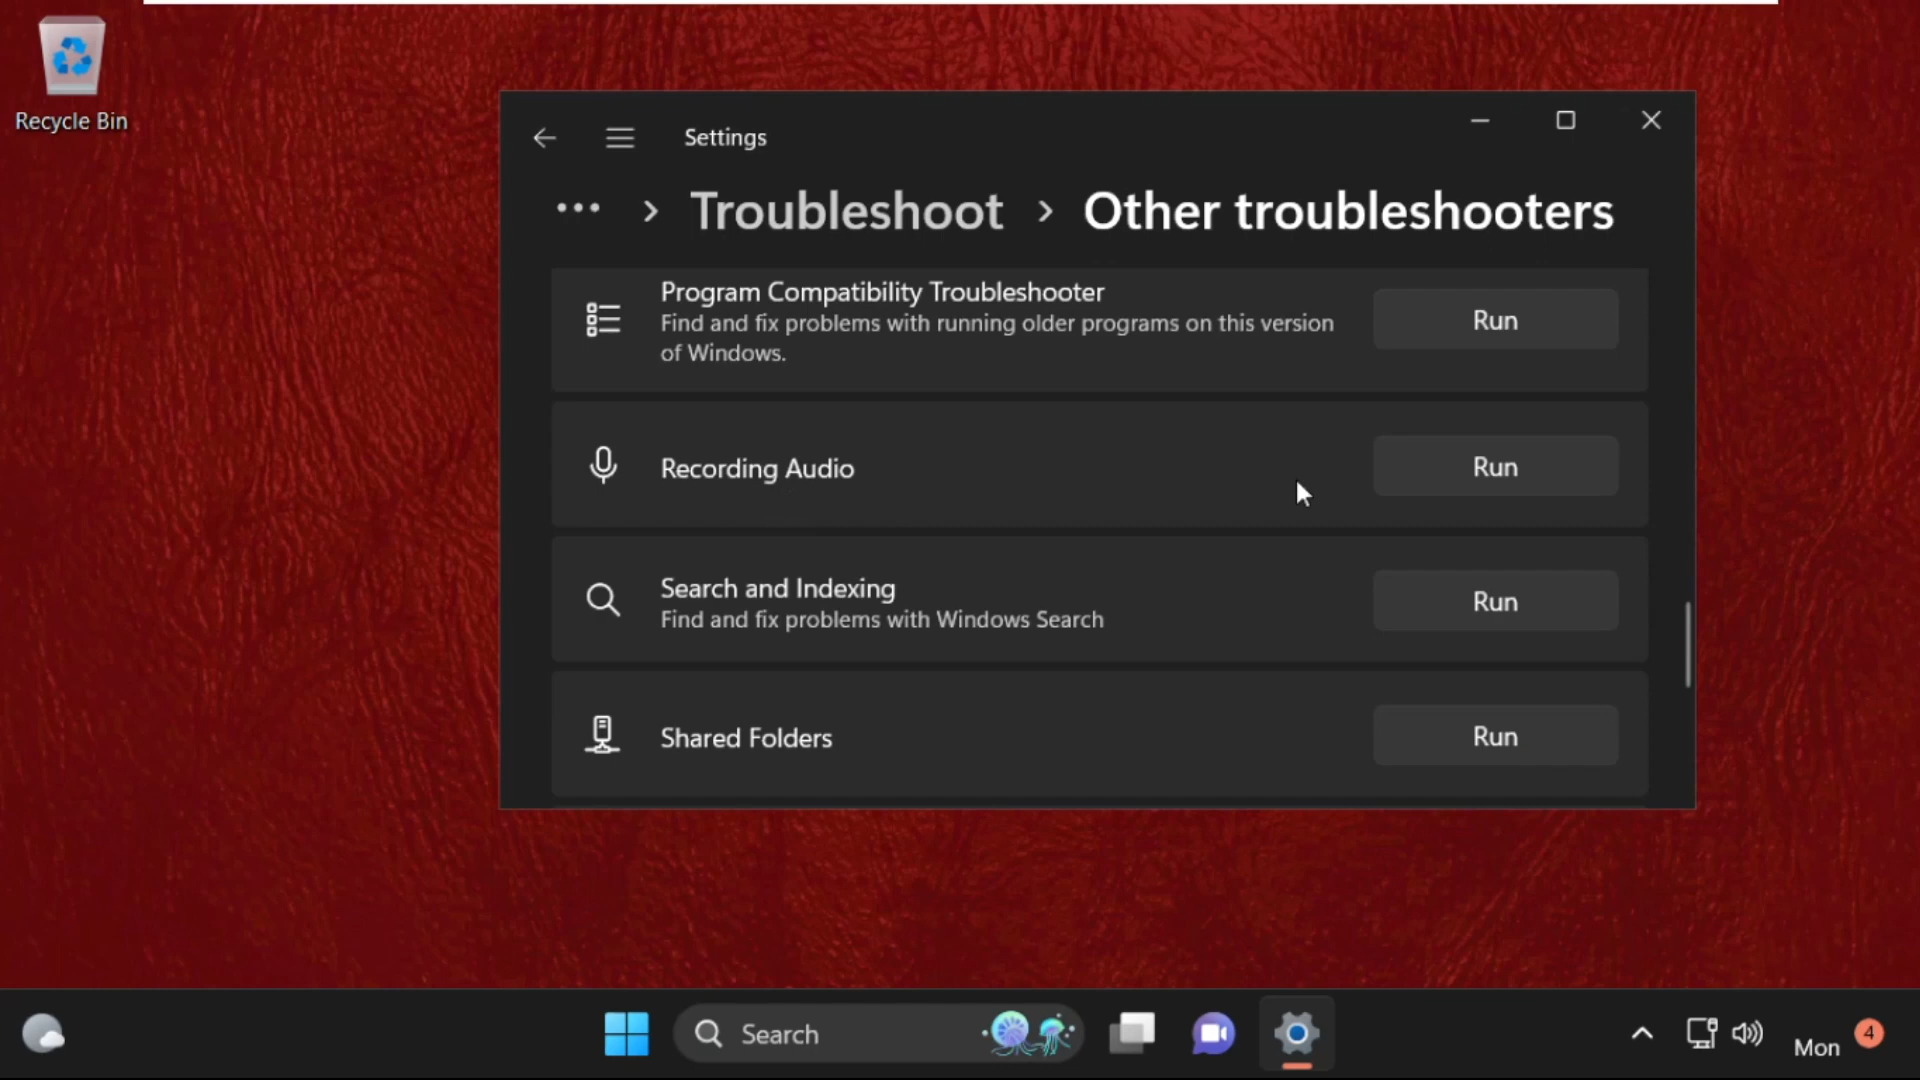 Recycle Bin
Settings
Troubleshoot
Other troubleshooters
Program Compatibility Troubleshooter
Find and fix problems with running older programs on this version
of Windows.
Run
Recording Audio
Run
Search and Indexing
Find and fix problems with Windows Search
Run
Shared Folders
Run
Search
Mon
4